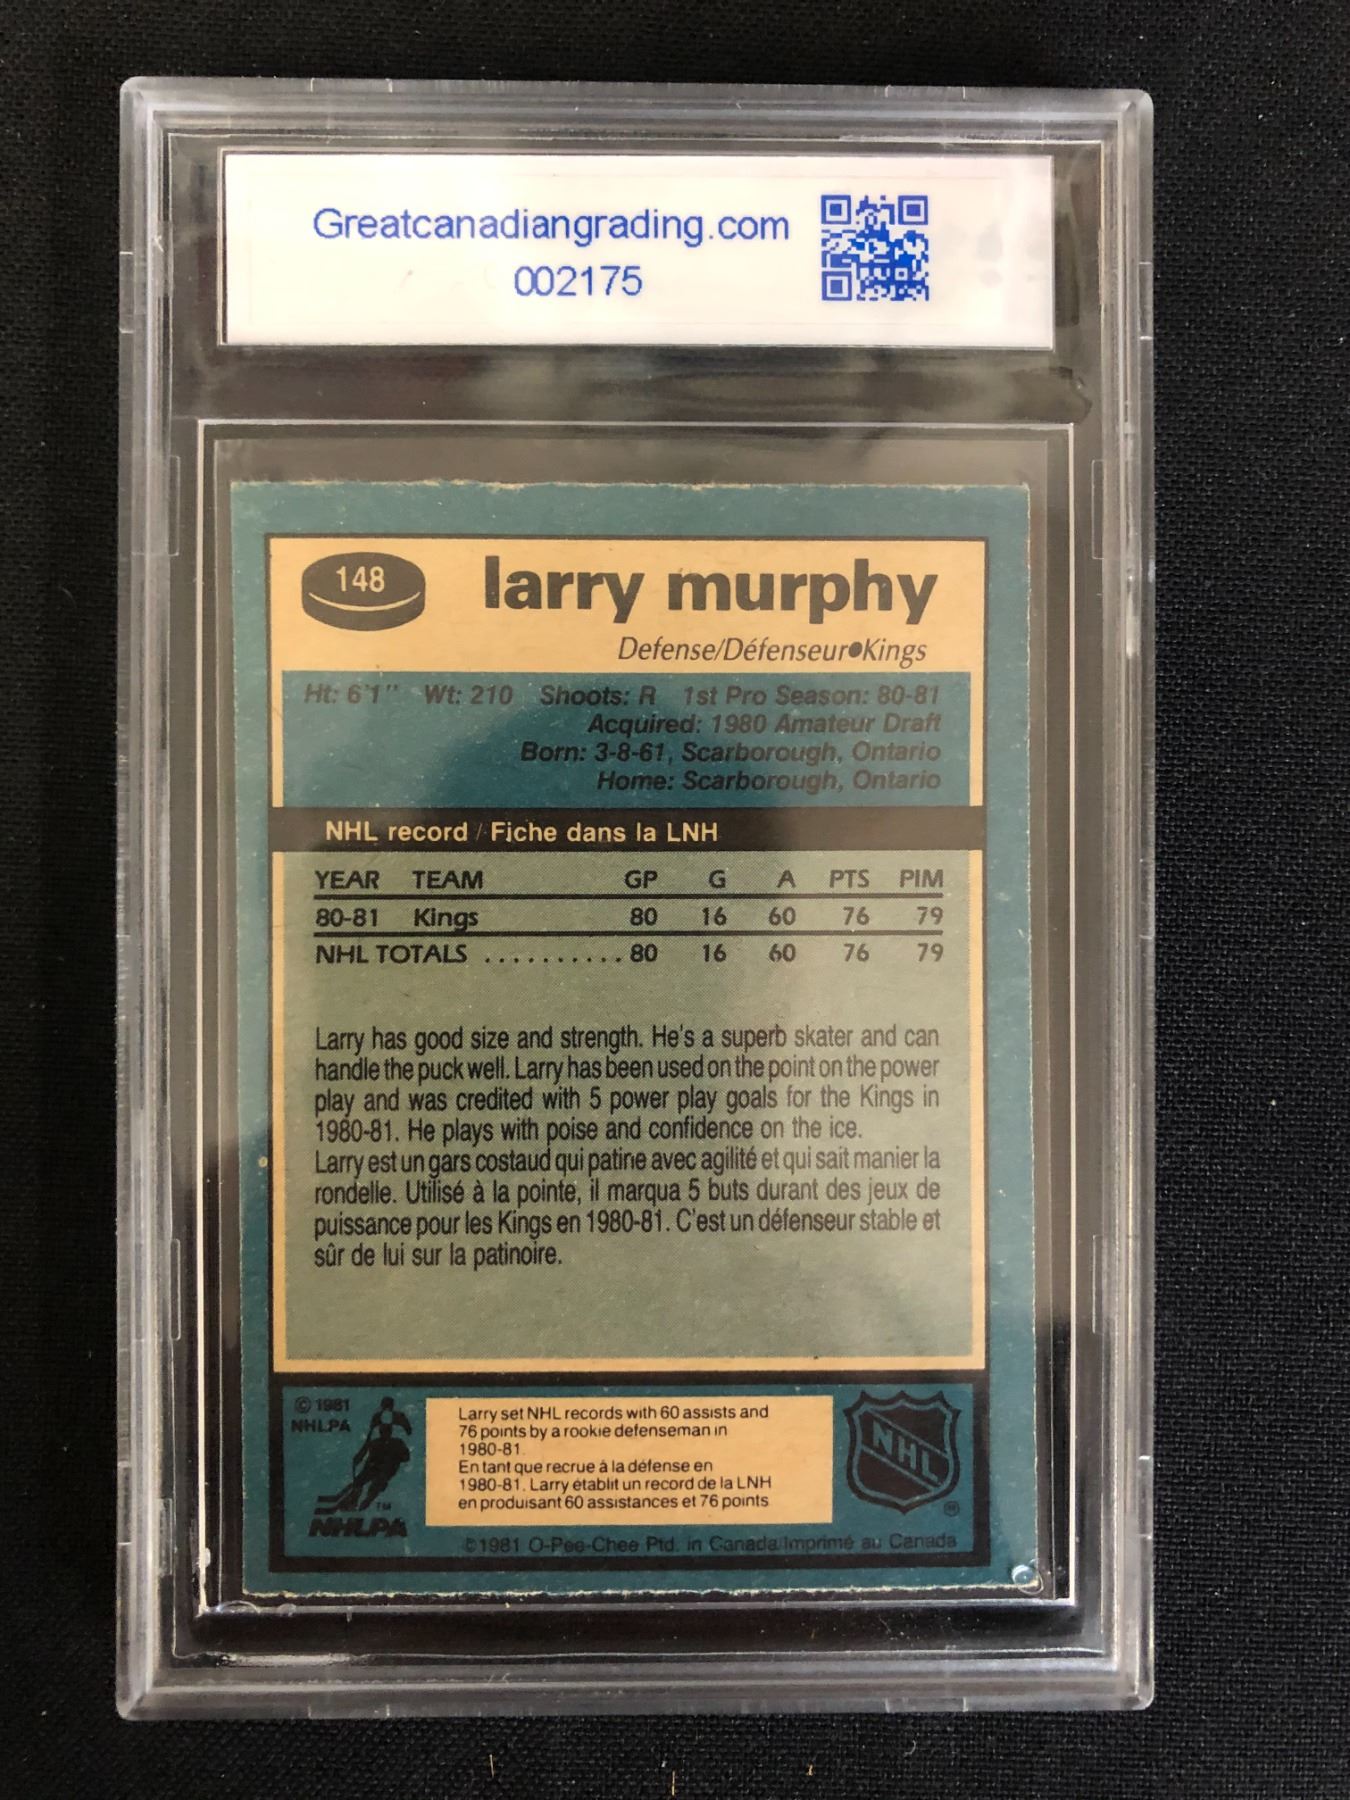 Greatcanadiangrading.com
002175
148
larry murphy
Defense/Défenseur●Kings
Ht: 6'1" Wt: 210 Shoots: R 1st Pro Season: 80-81
Acquired: 1980 Amateur Draft
Born: 3-8-61, Scarborough, Ontario
Home: Scarborough, Ontario
NHL record / Fiche dans la LNH
YEAR TEAM GP G A PTS PIM
80-81 Kings 80 16 60 76 79
NHL TOTALS .......... 80 16 60 76 79
Larry has good size and strength. He's a superb skater and can
handle the puck well. Larry has been used on the point on the power
play and was credited with 5 power play goals for the Kings in
1980-81. He plays with poise and confidence on the ice.
Larry est un gars costaud qui patine avec agilité et qui sait manier la
rondelle. Utilisé à la pointe, il marqua 5 buts durant des jeux de
puissance pour les Kings en 1980-81. C'est un défenseur stable et
sûr de lui sur la patinoire.
© 1981
NHLPA
TM
NHLPA
Larry set NHL records with 60 assists and
76 points by a rookie defenseman in
1980-81.
En tant que recrue à la défense en
1980-81. Larry établit un record de la LNH
en produisant 60 assistances et 76 points
NHL
®
©1981 O-Pee-Chee Ptd. in Canada/Imprimé au Canada